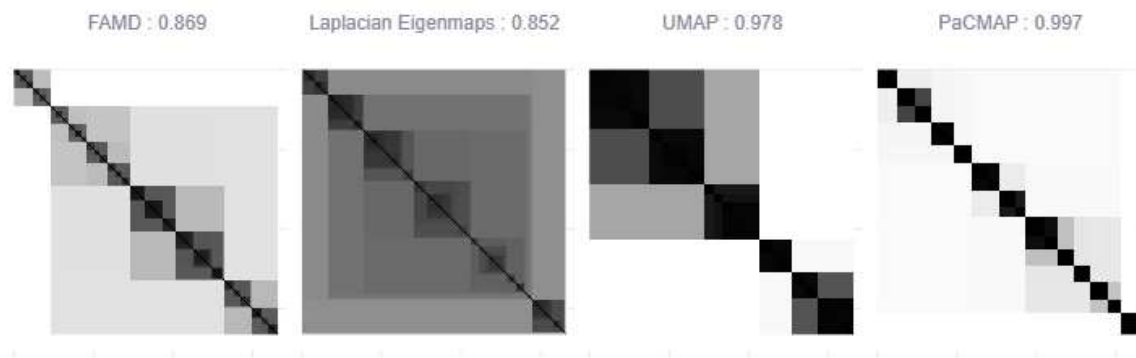 FAMD : 0.869
Laplacian Eigenmaps : 0.852
UMAP : 0.978
PaCMAP : 0.997